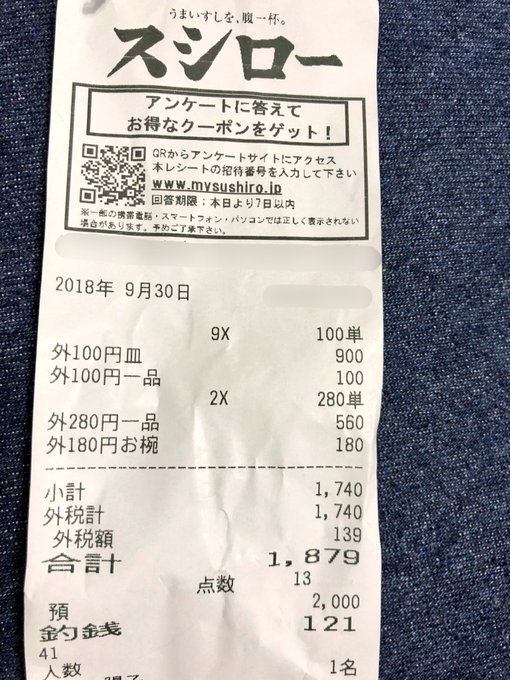 うまいすしを、腹一杯。
スシロー
アンケートに答えて
お得なクーポンをゲット！
QRからアンケートサイトにアクセス
本レシートの招待番号を入力して下さい
www.mysushiro.jp
回答期限：本日より7日以内
※一部の携帯電話・スマートフォン・パソコンでは正しく表示されない
場合があります。予めご了承下さい。
2018年 9月30日
9X 100単
外100円皿 900
外100円一品 100
2X 280単
外280円一品 560
外180円お椀 180
小計 1,740
外税計 1,740
外税額 139
合計 1,879
点数 13
預 2,000
釣銭 121
41
人数 1名